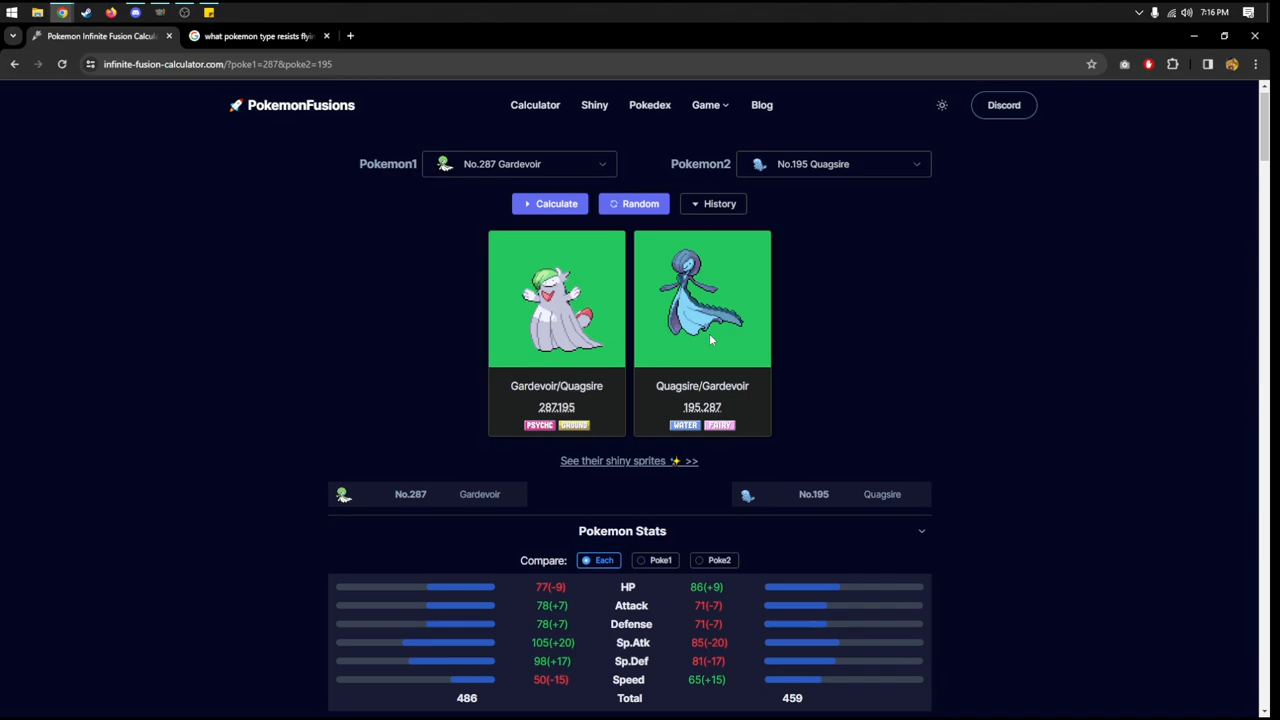 7:16 PM
Pokemon Infinite Fusion Calcula
what pokemon type resists flyin
infinite-fusion-calculator.com/?poke1=287&poke2=195
PokemonFusions
Calculator Shiny Pokedex Game Blog
Discord
Pokemon1 No.287 Gardevoir Pokemon2 No.195 Quagsire
Calculate Random History
Gardevoir/Quagsire Quagsire/Gardevoir
287.195 195.287
PSYCHC GROUND WATER FAIRY
See their shiny sprites ✨ >>
No.287 Gardevoir No.195 Quagsire
Pokemon Stats
Compare: Each Poke1 Poke2
77(-9) HP 86(+9)
78(+7) Attack 71(-7)
78(+7) Defense 71(-7)
105(+20) Sp.Atk 85(-20)
98(+17) Sp.Def 81(-17)
50(-15) Speed 65(+15)
486 Total 459